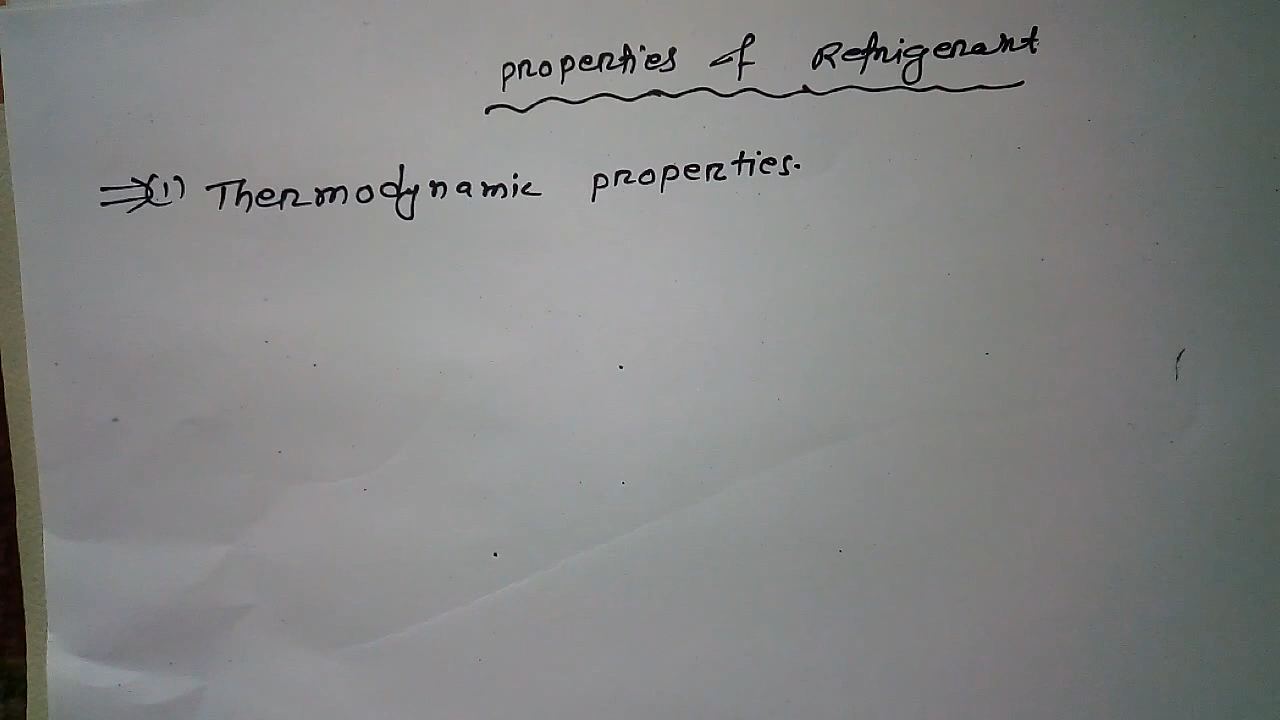 properties of Refrigerant
⇒(1) Thermodynamic properties.